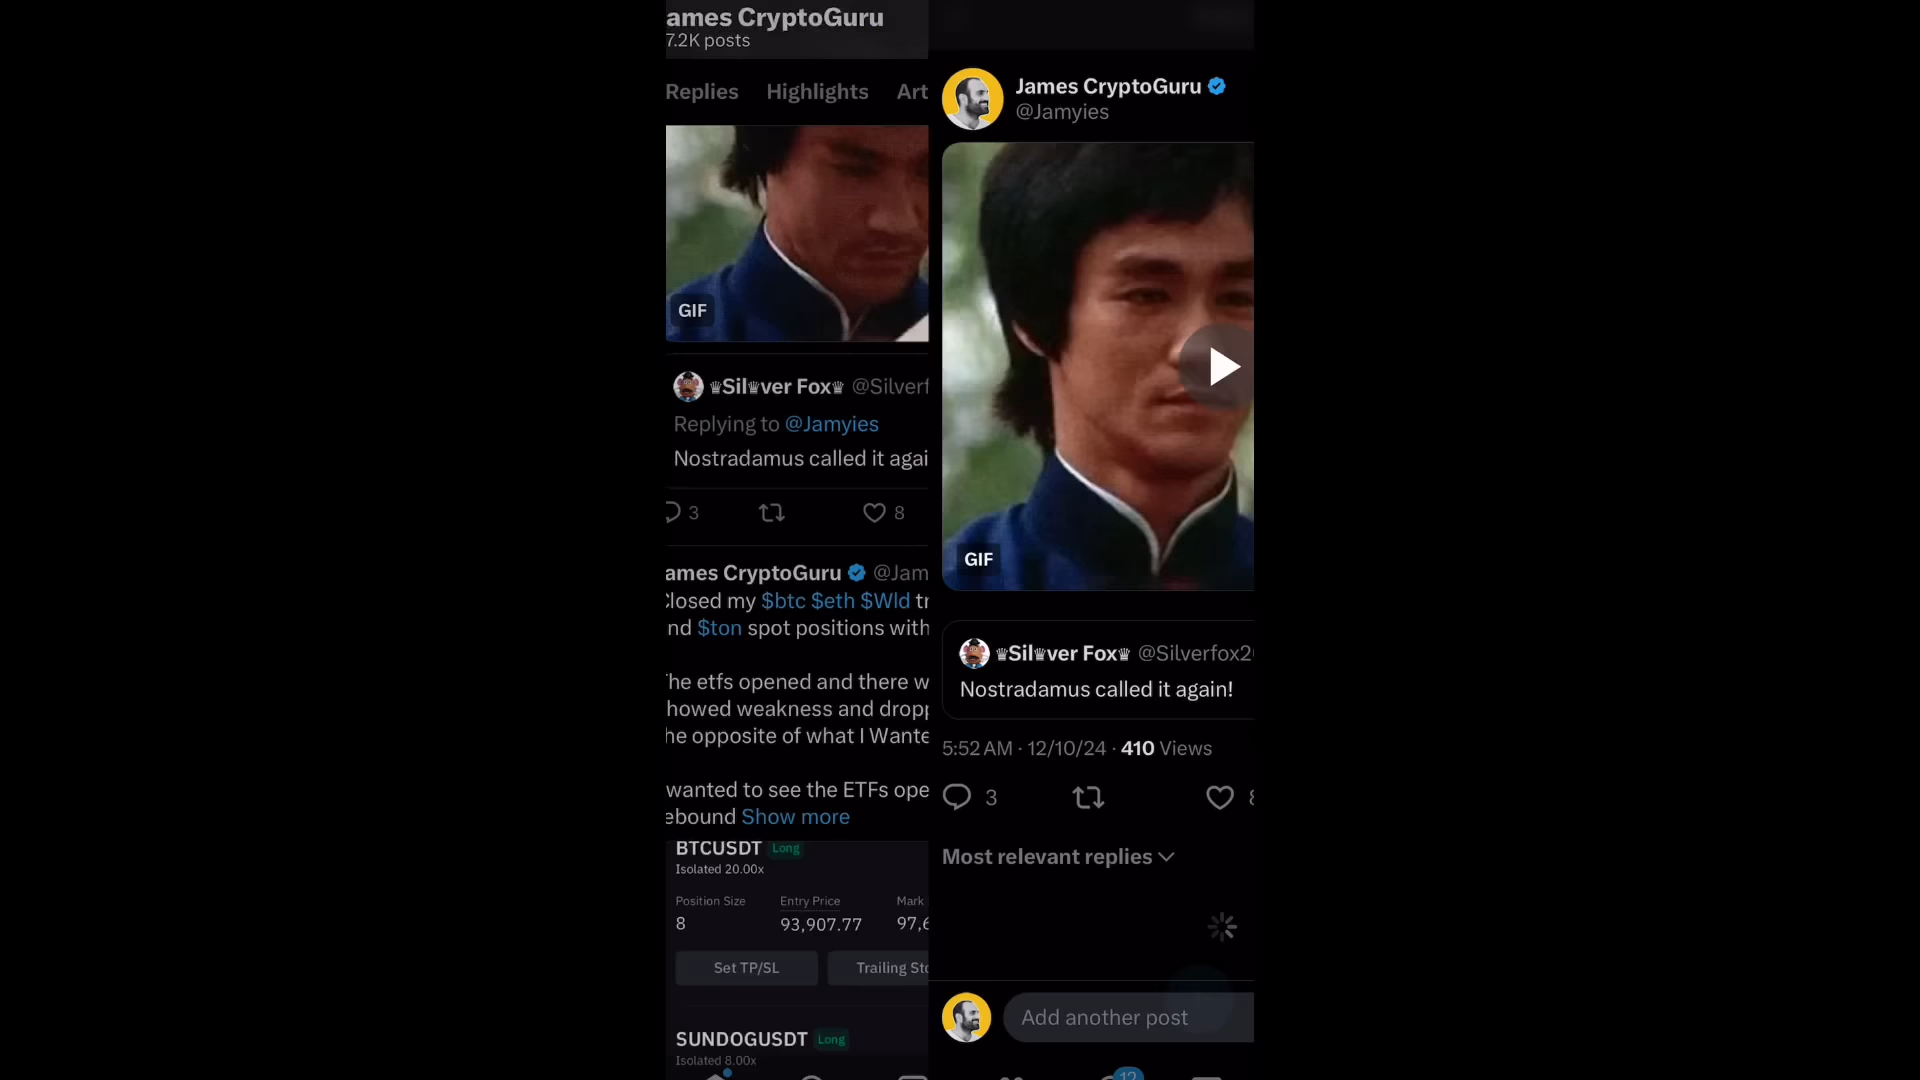 ames CryptoGuru
7.2K posts
Replies Highlights Art
GIF
♕Sil♕ver Fox♕ @Silverf
Replying to @Jamyies
Nostradamus called it agai
3 8
ames CryptoGuru @Jam
Closed my $btc $eth $Wld tr
nd $ton spot positions with
The etfs opened and there w
howed weakness and dropp
he opposite of what I Wante
wanted to see the ETFs ope
ebound Show more
BTCUSDT Long
Isolated 20.00x
Position Size Entry Price Mark
8 93,907.77 97,6
Set TP/SL Trailing Sto
SUNDOGUSDT Long
Isolated 8.00x
James CryptoGuru
@Jamyies
GIF
♕Sil♕ver Fox♕ @Silverfox2
Nostradamus called it again!
5:52 AM · 12/10/24 · 410 Views
3 8
Most relevant replies
Add another post
12